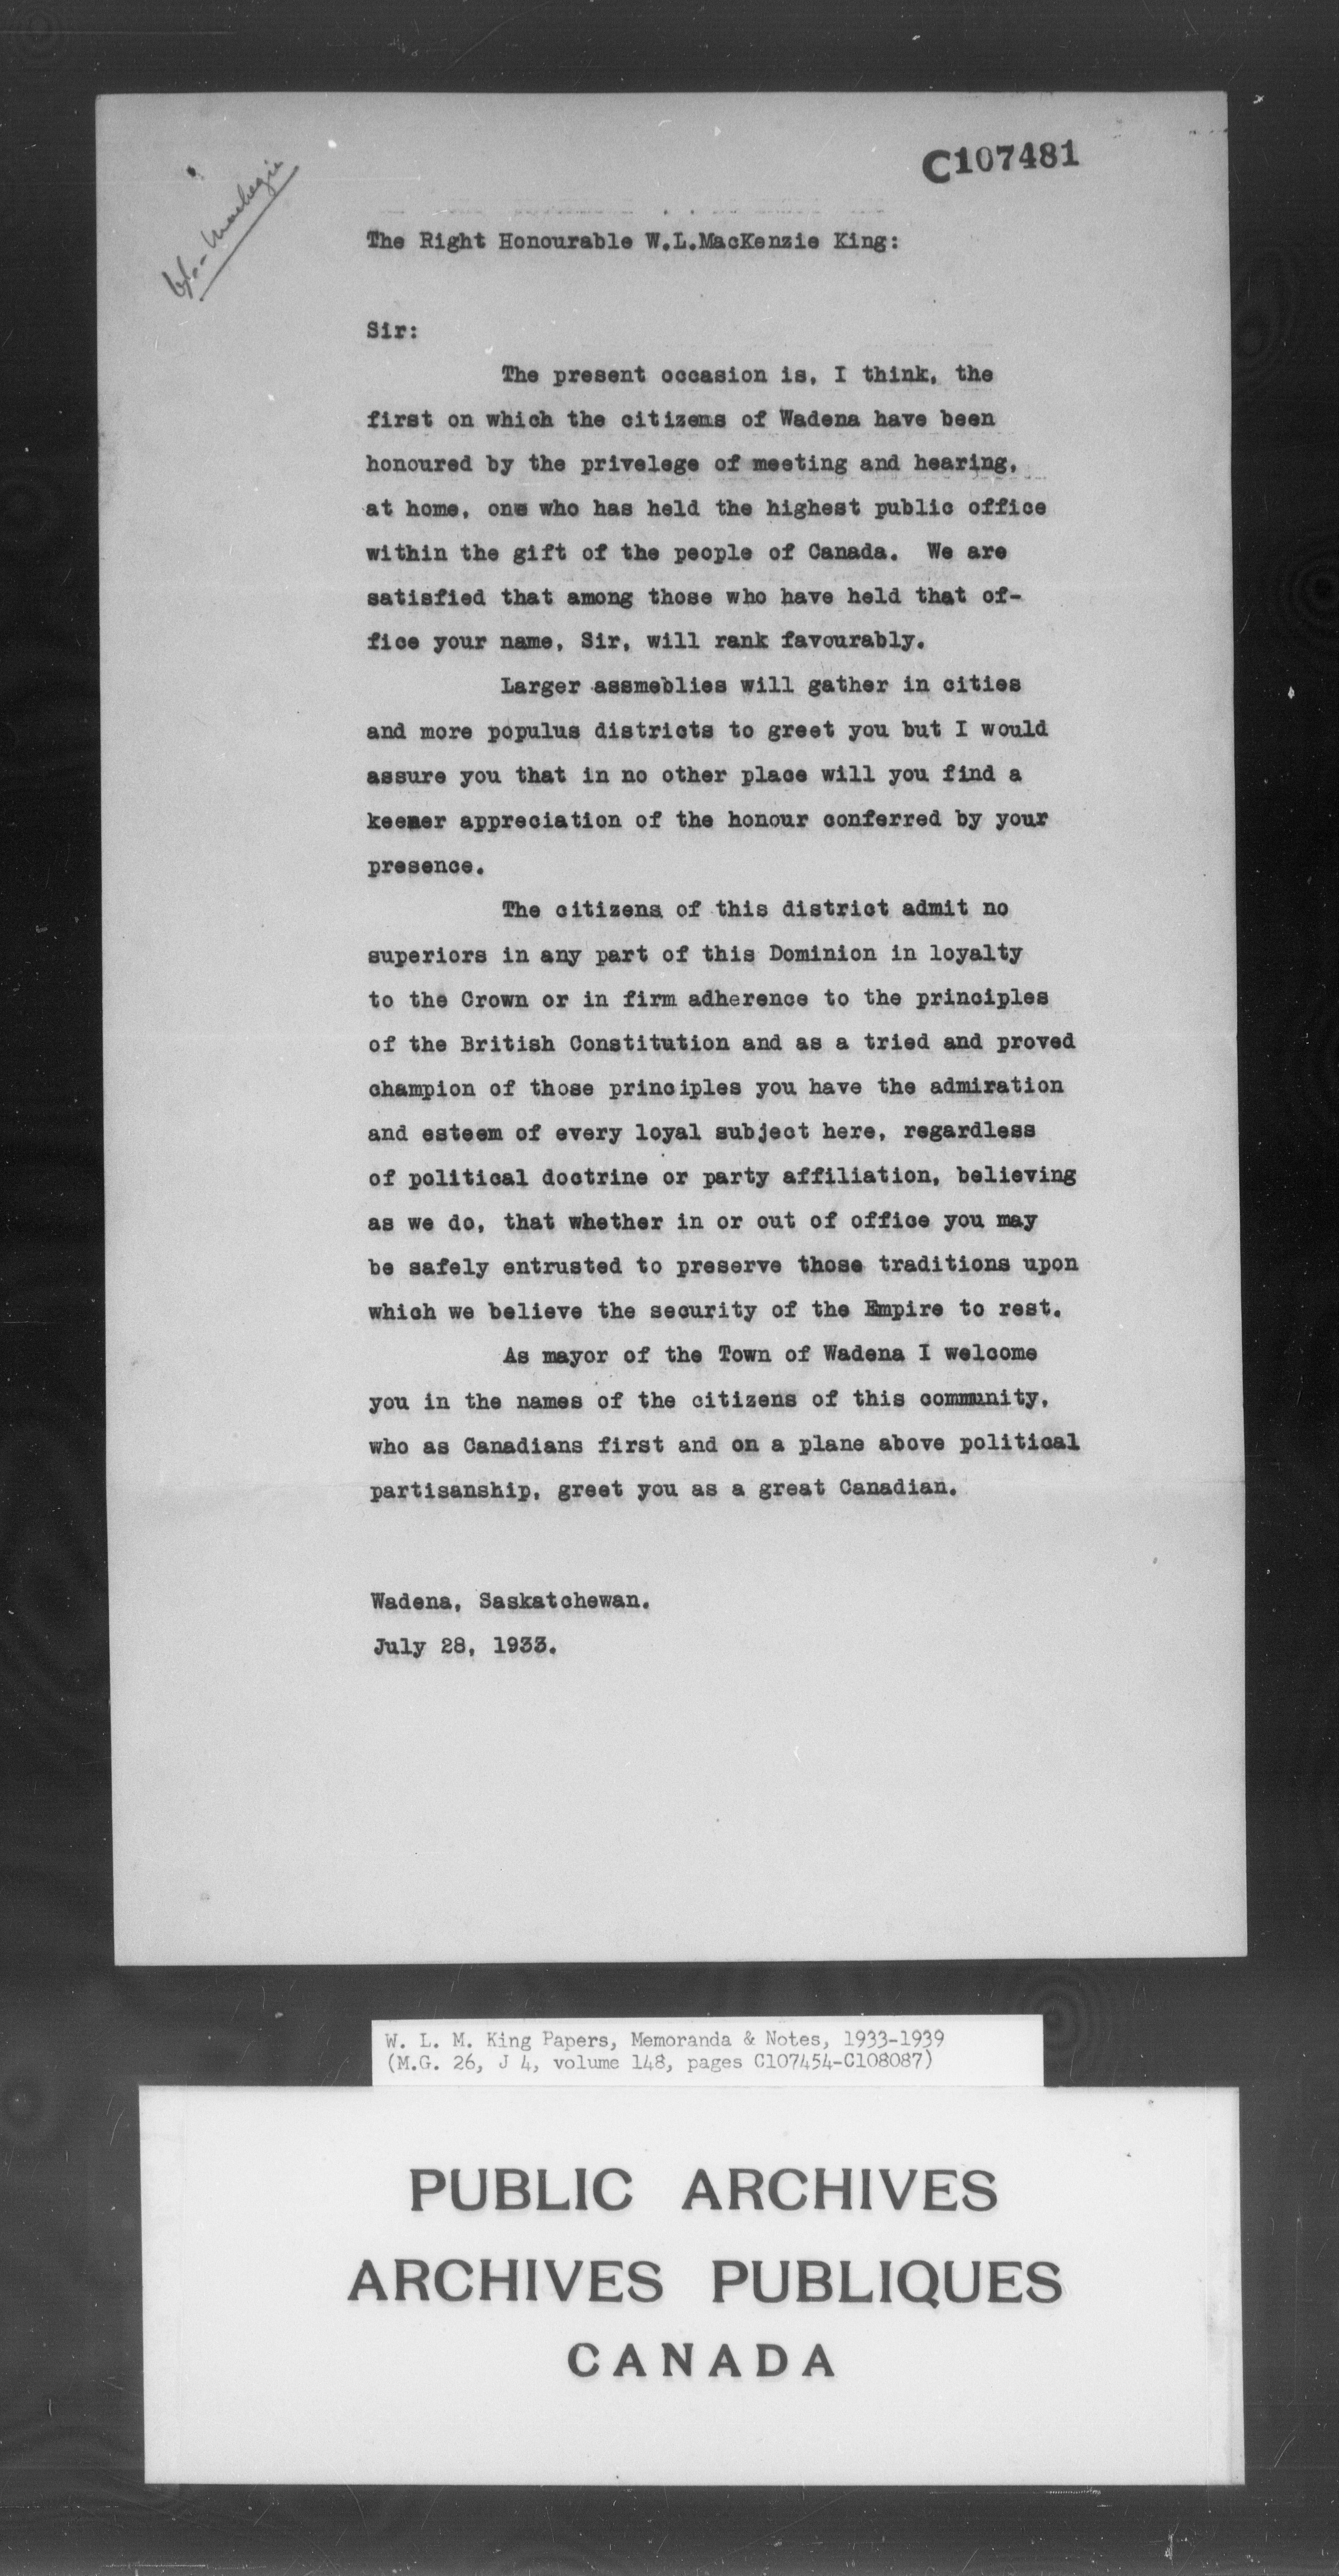 C107481
The Right Honourable W.L.MacKenzie King:
Sir:
The present occasion is, I think, the
first on which the citizens of Wadena have been
honoured by the privelege of meeting and hearing,
at home, one who has held the highest public office
within the gift of the people of Canada. We are
satisfied that among those who have held that of-
fice your name, Sir, will rank favourably.
Larger assmeblies will gather in cities
and more populus districts to greet you but I would
assure you that in no other place will you find a
keener appreciation of the honour conferred by your
presence.
The citizens of this district admit no
superiors in any part of this Dominion in loyalty
to the Crown or in firm adherence to the principles
of the British Constitution and as a tried and proved
champion of those principles you have the admiration
and esteem of every loyal subject here, regardless
of political doctrine or party affiliation, believing
as we do, that whether in or out of office you may
be safely entrusted to preserve those traditions upon
which we believe the security of the Empire to rest.
As mayor of the Town of Wadena I welcome
you in the names of the citizens of this community,
who as Canadians first and on a plane above political
partisanship, greet you as a great Canadian.
Wadena, Saskatchewan.
July 28, 1933.
W. L. M. King Papers, Memoranda & Notes, 1933-1939
(M.G. 26, J 4, volume 148, pages C107454-C108087)
PUBLIC ARCHIVES
ARCHIVES PUBLIQUES
CANADA